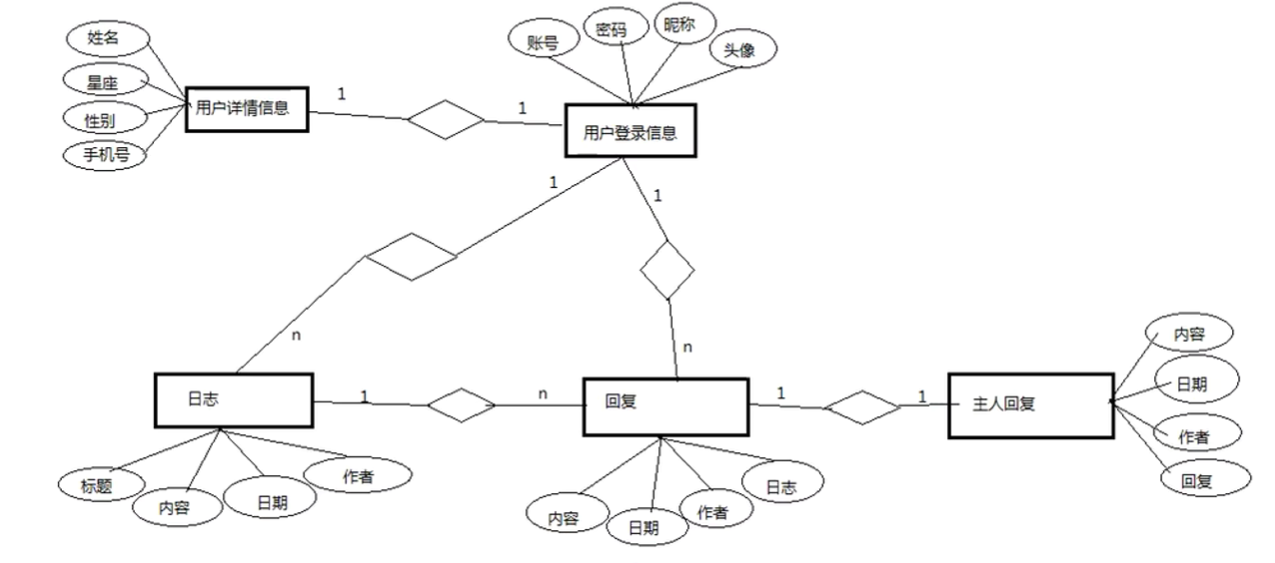 姓名
星座
性别
手机号
用户详情信息
1
1
账号
密码
昵称
头像
用户登录信息
1
n
1
n
日志
标题
内容
日期
作者
1
n
回复
内容
日期
作者
日志
1
1
主人回复
内容
日期
作者
回复